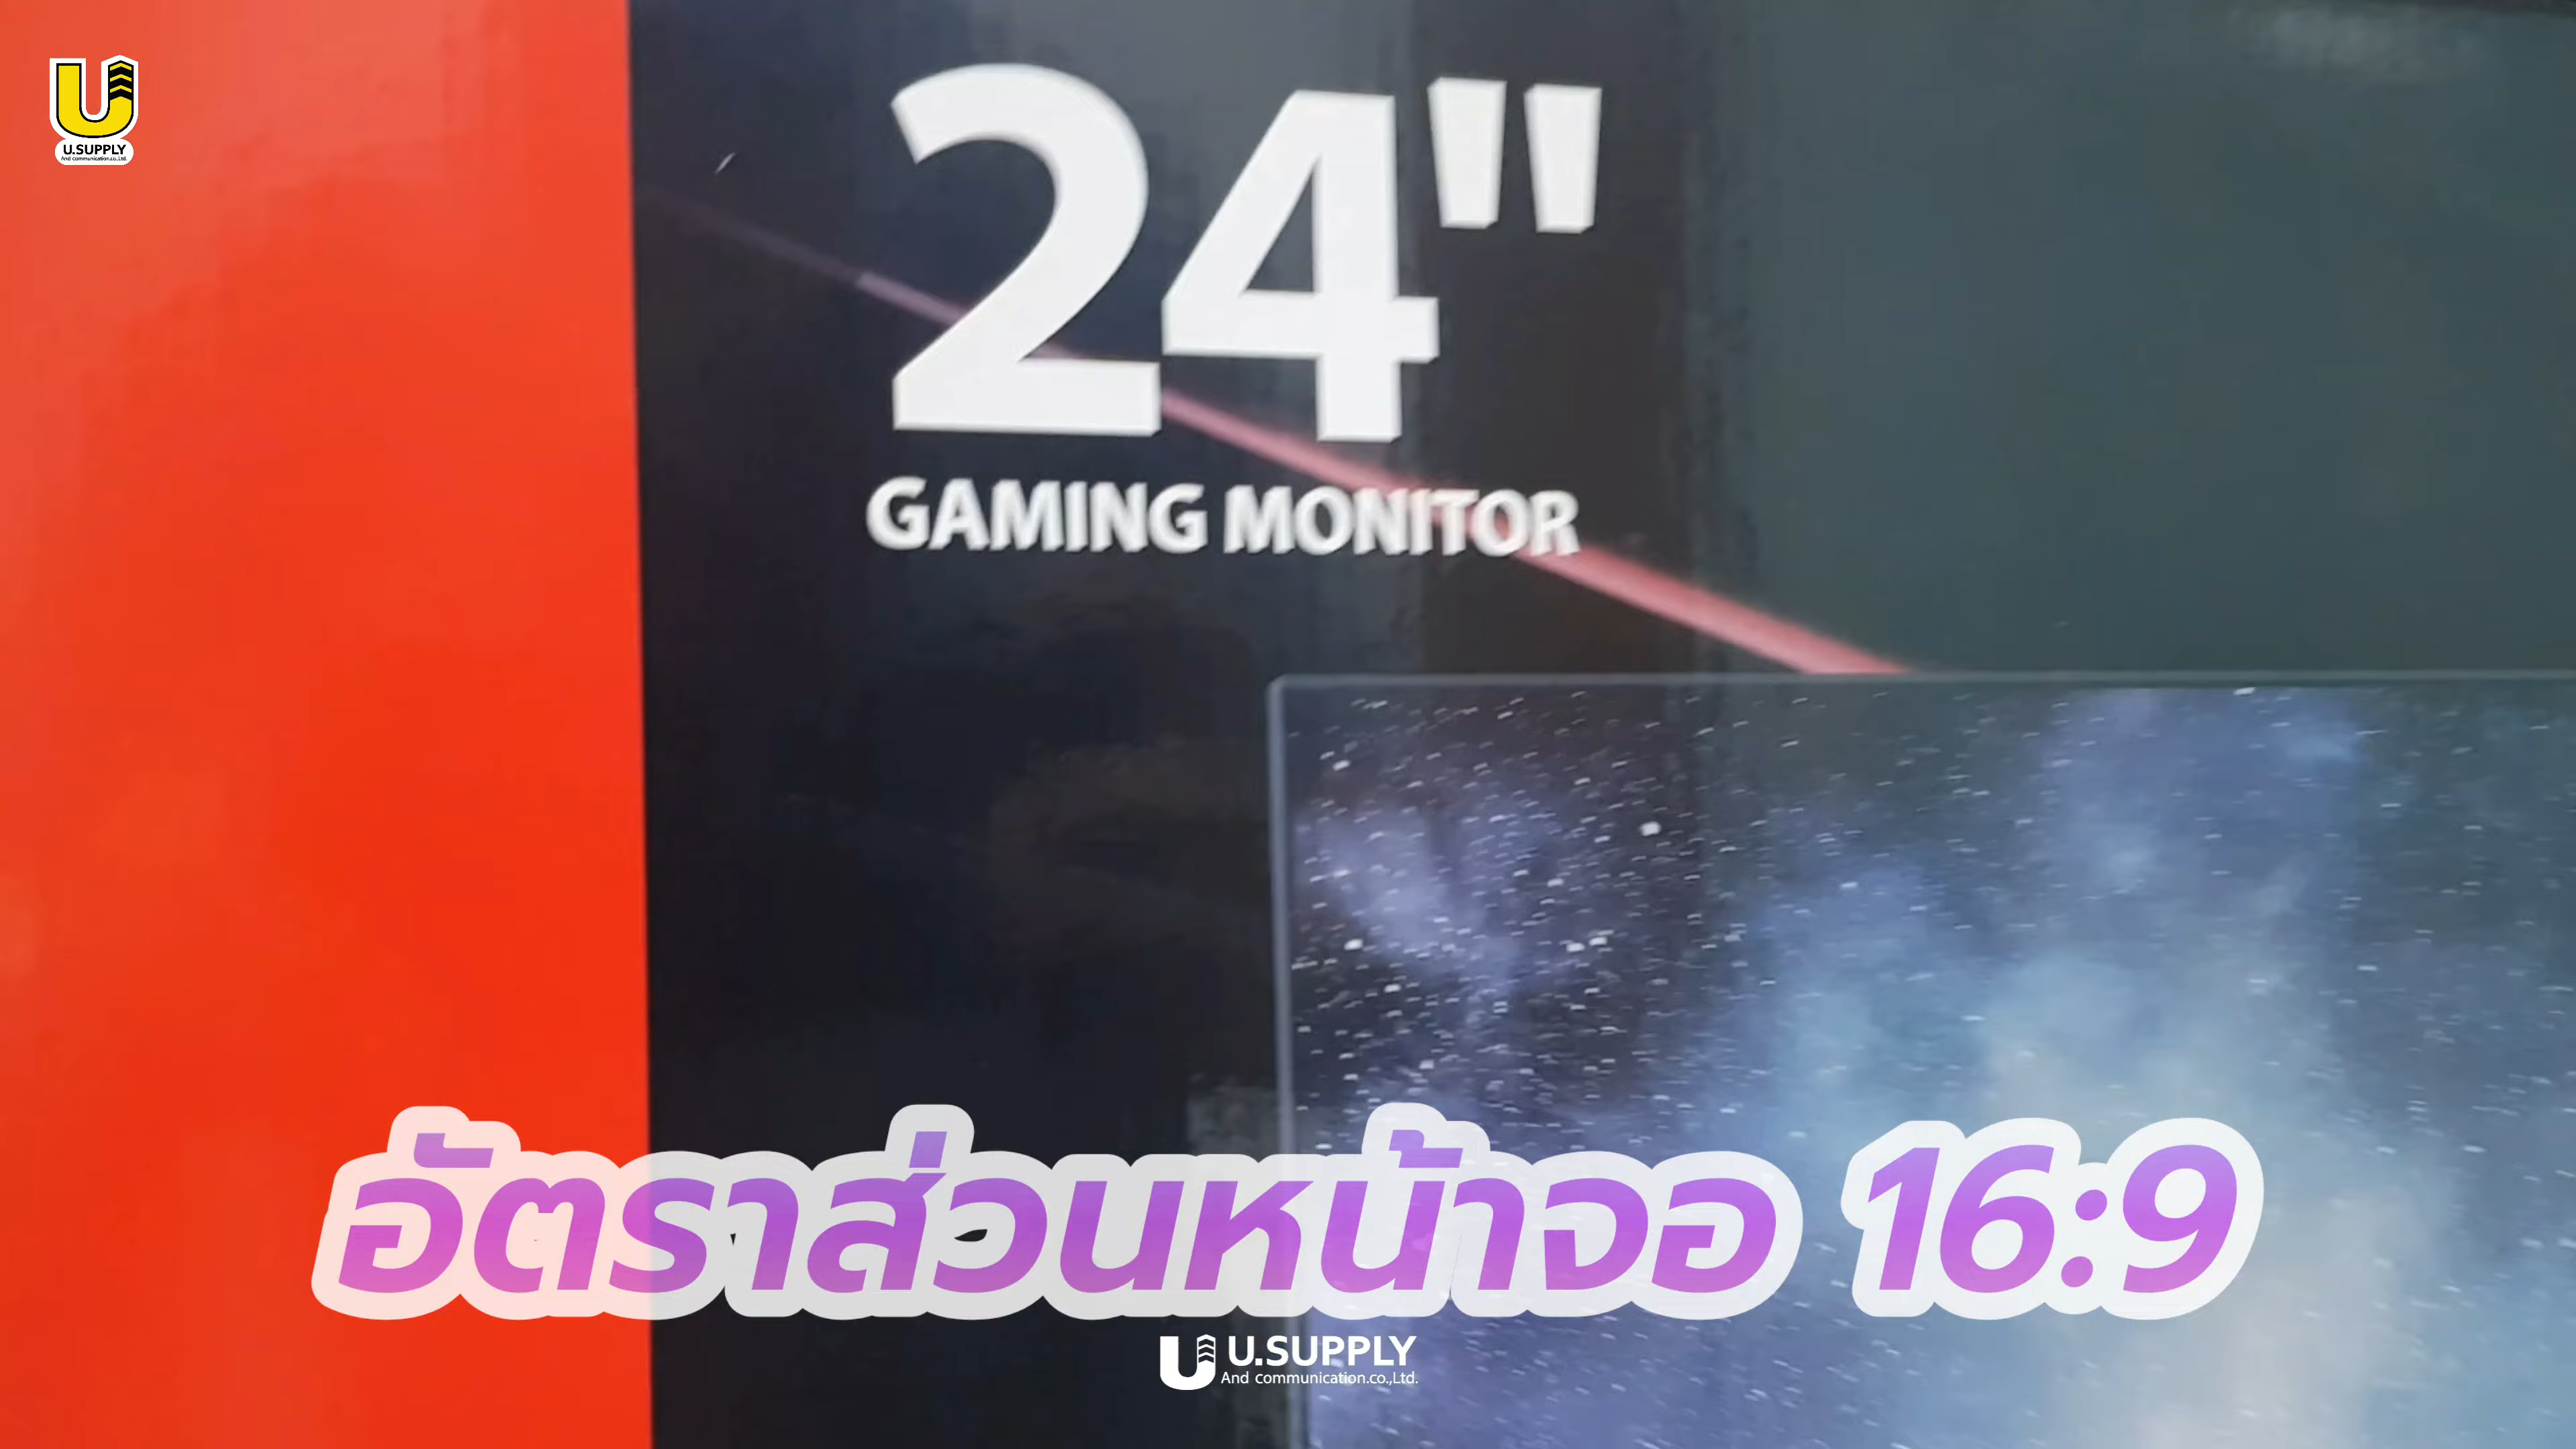 U.SUPPLY
And communication.co.,Ltd.
24"
GAMING MONITOR
อัตราส่วนหน้าจอ 16:9
U.SUPPLY
And communication.co.,Ltd.